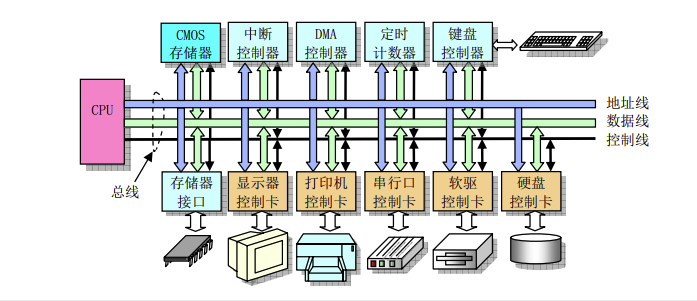 CMOS
存储器
中断
控制器
DMA
控制器
定时
计数器
键盘
控制器
CPU
地址线
数据线
控制线
总线
存储器
接口
显示器
控制卡
打印机
控制卡
串行口
控制卡
软驱
控制卡
硬盘
控制卡